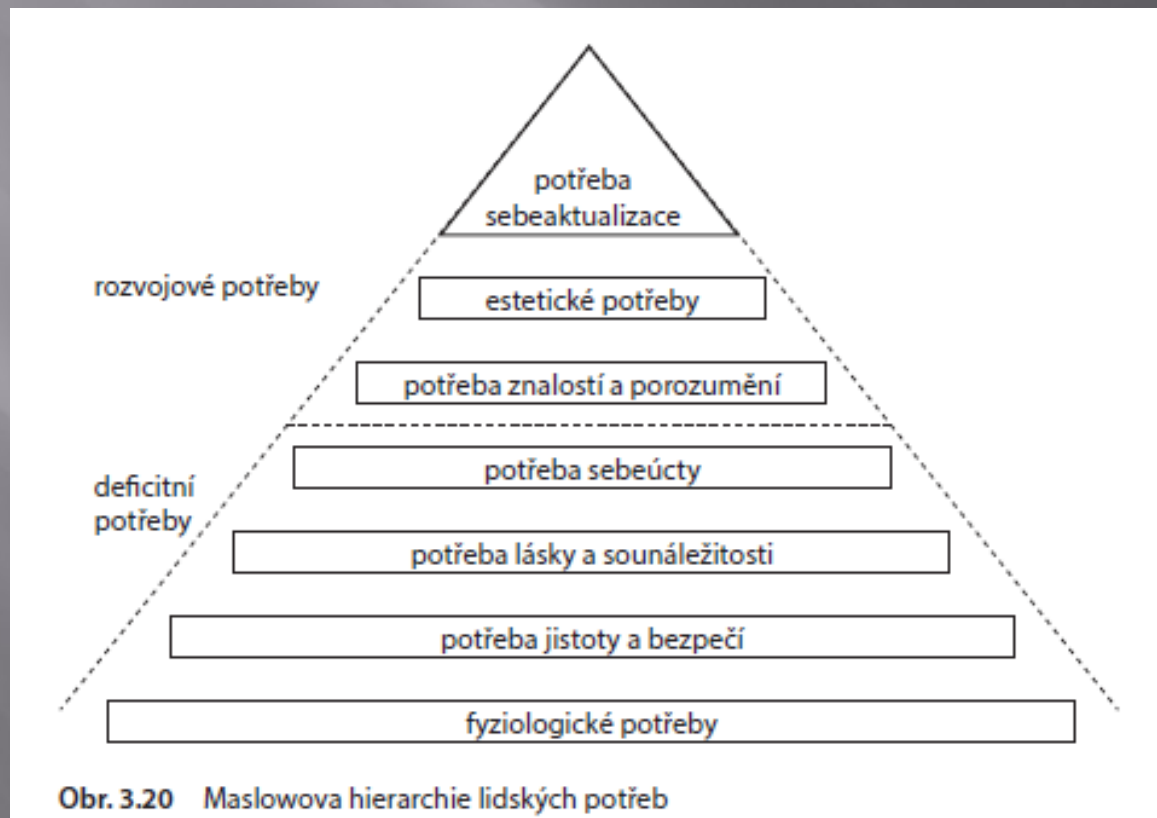 potřeba
sebeaktualizace
rozvojové potřeby
estetické potřeby
potřeba znalostí a porozumění
potřeba sebeúcty
deficitní
potřeby
potřeba lásky a sounáležitosti
potřeba jistoty a bezpečí
fyziologické potřeby
Obr. 3.20 Maslowova hierarchie lidských potřeb